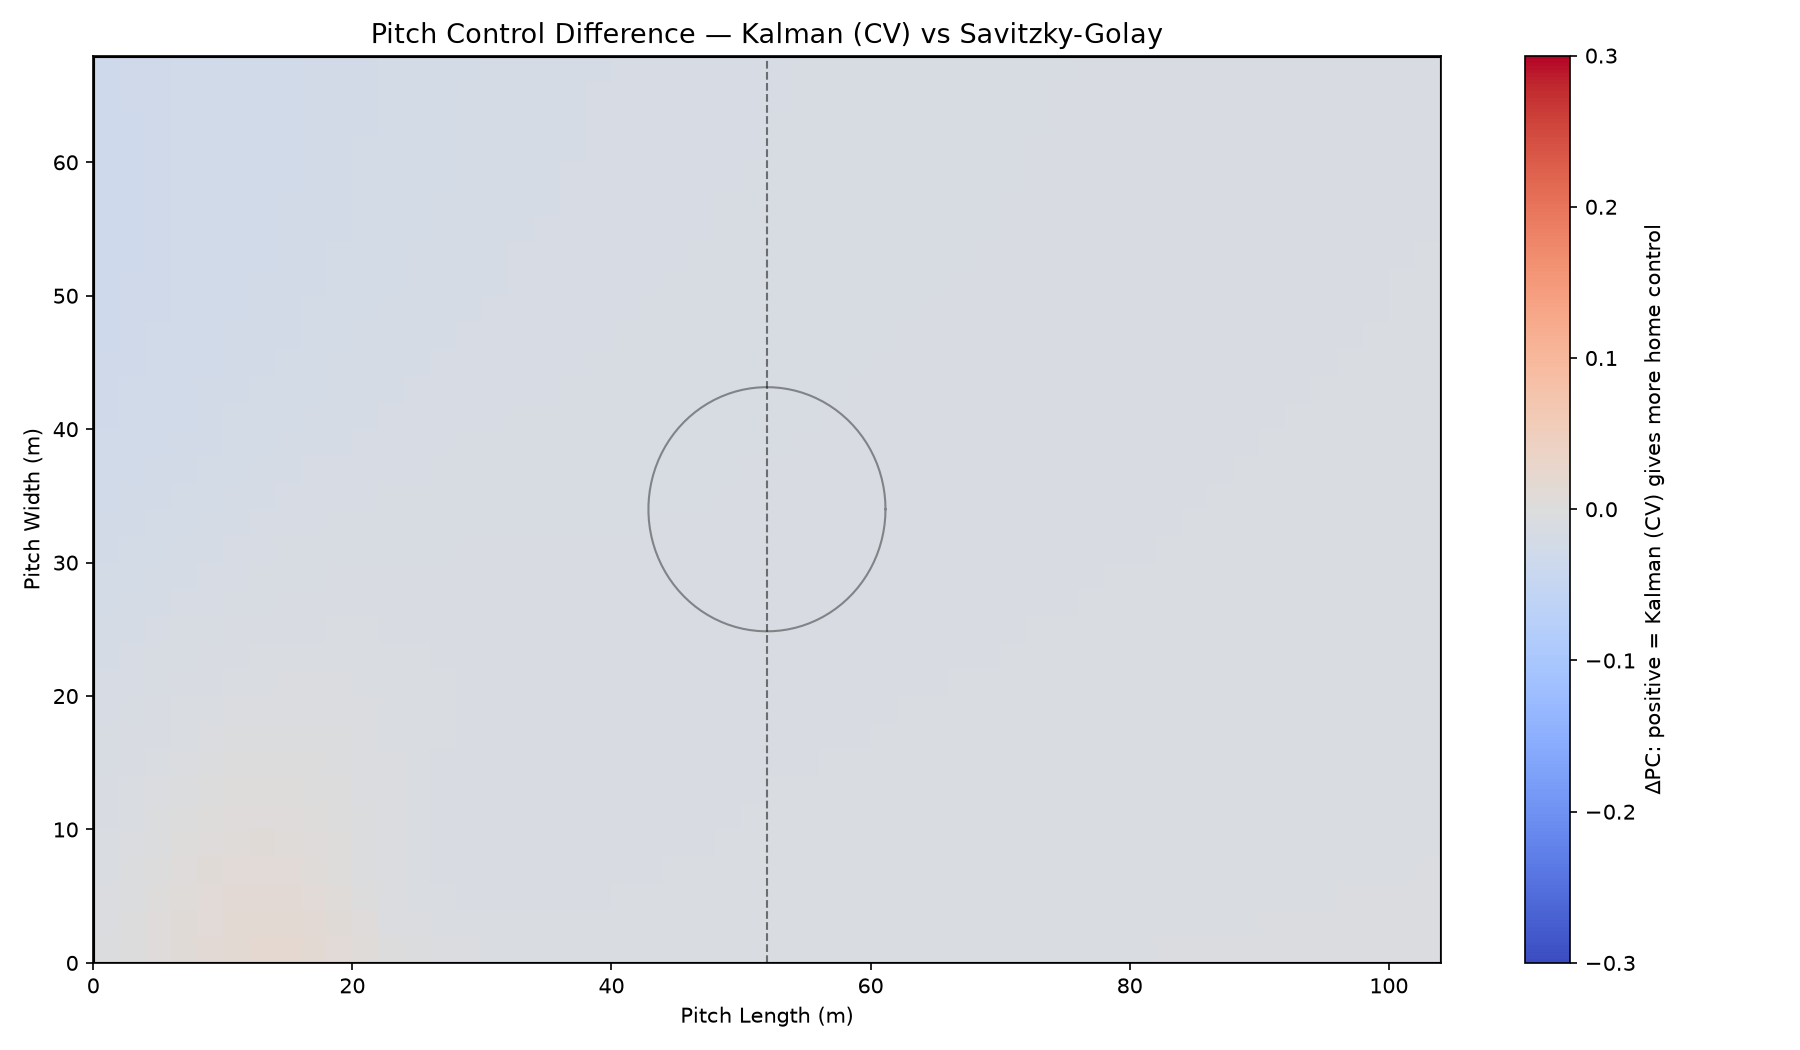 Pitch Control Difference — Kalman (CV) vs Savitzky-Golay
Pitch Width (m)
60
50
40
30
20
10
0
0 20 40 60 80 100
Pitch Length (m)
0.3
0.2
0.1
0.0
−0.1
−0.2
−0.3
ΔPC: positive = Kalman (CV) gives more home control